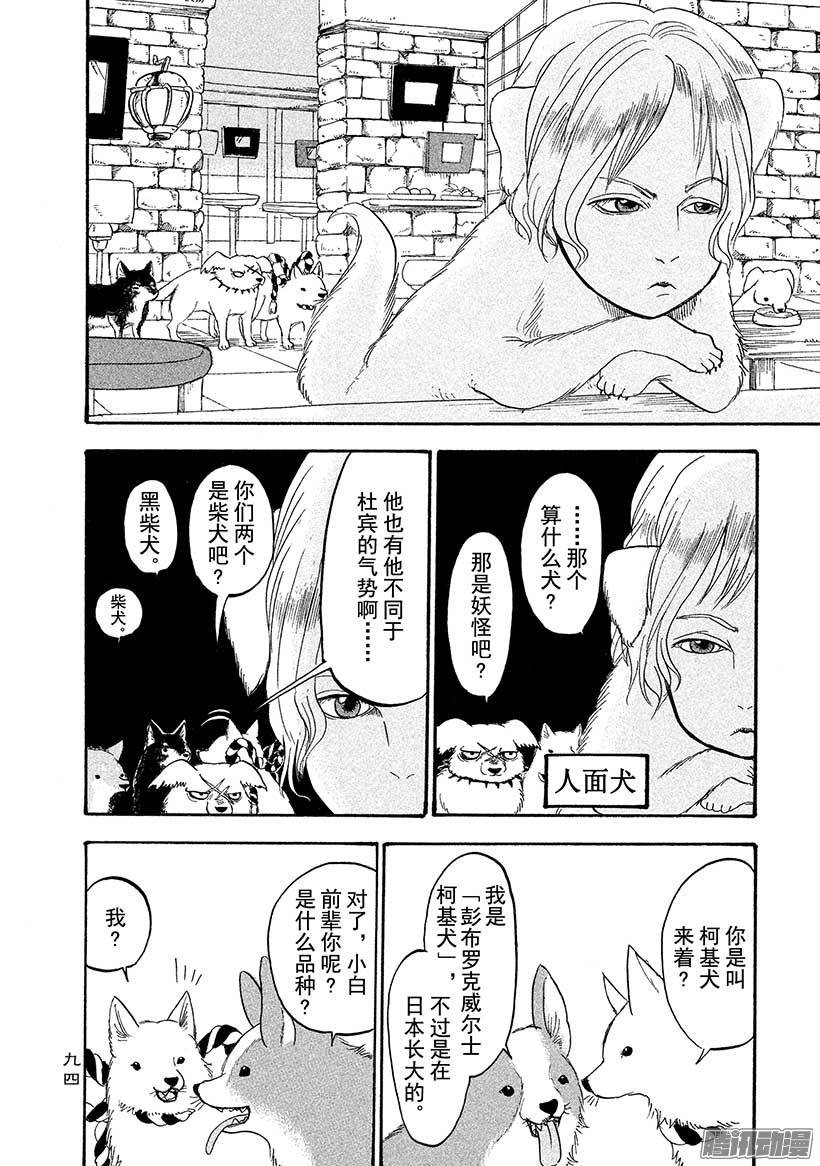 ……那个
算什么犬？
那是妖怪吧？
人面犬
他也有他不同于
杜宾的气势啊……
你们两个
是柴犬吧？
黑柴犬。
柴犬。
你是叫
柯基犬
来着？
我是
「彭布罗克威尔士
柯基犬」，
不过是在
日本长大的。
对了，小白
前辈你呢？
是什么品种？
我？
九四
腾讯动漫